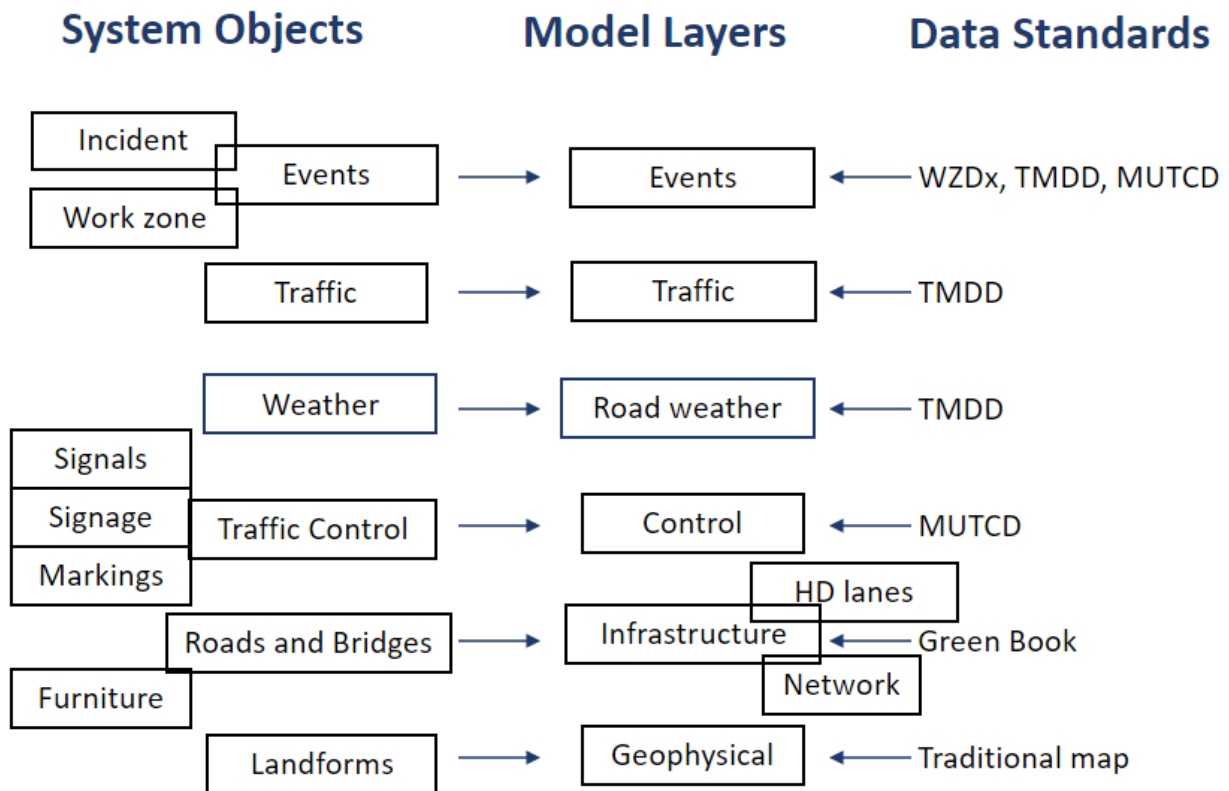 System Objects
Model Layers
Data Standards
Incident
Events
Work zone
Events
WZDx, TMDD, MUTCD
Traffic
Traffic
TMDD
Weather
Road weather
TMDD
Signals
Signage
Markings
Traffic Control
Control
MUTCD
HD lanes
Roads and Bridges
Infrastructure
Green Book
Furniture
Network
Landforms
Geophysical
Traditional map